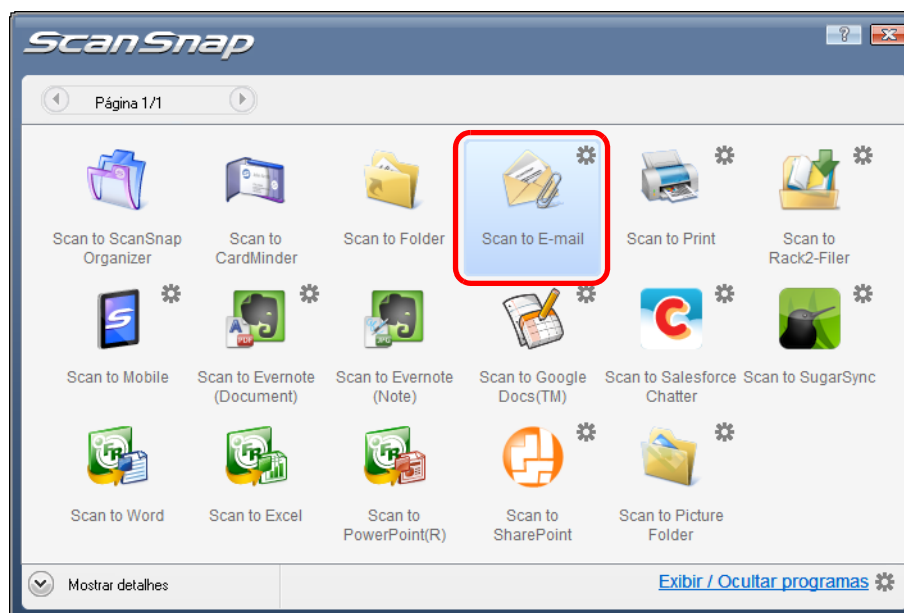 ScanSnap
?
Página 1/1
Scan to ScanSnap
Organizer
Scan to
CardMinder
Scan to Folder
Scan to E-mail
Scan to Print
Scan to
Rack2-Filer
Scan to Mobile
Scan to Evernote
(Document)
Scan to Evernote
(Note)
Scan to Google
Docs(TM)
Scan to Salesforce
Chatter
Scan to SugarSync
Scan to Word
Scan to Excel
Scan to
PowerPoint(R)
Scan to
SharePoint
Scan to Picture
Folder
Mostrar detalhes
Exibir / Ocultar programas